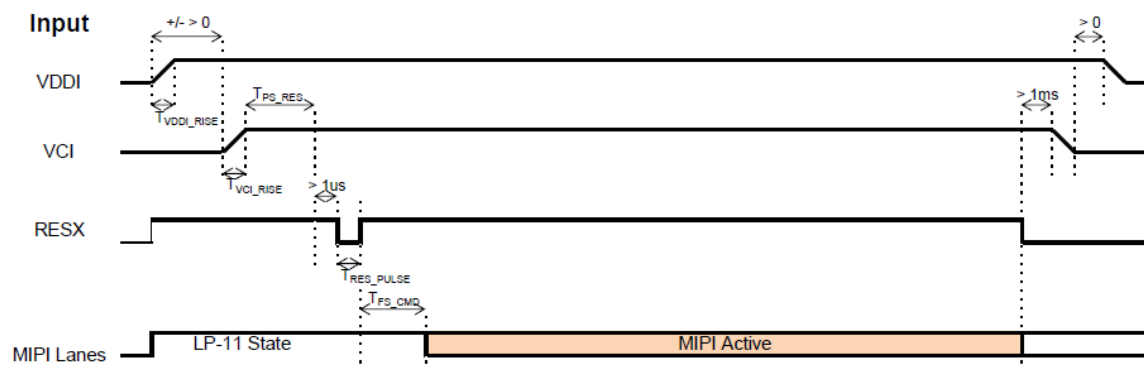 Input
+/- > 0
> 0
VDDI
TVDDI_RISE
TPS_RES
> 1ms
VCI
TVCI_RISE
> 1us
RESX
TRES_PULSE
TFS_CMD
LP-11 State
MIPI Active
MIPI Lanes